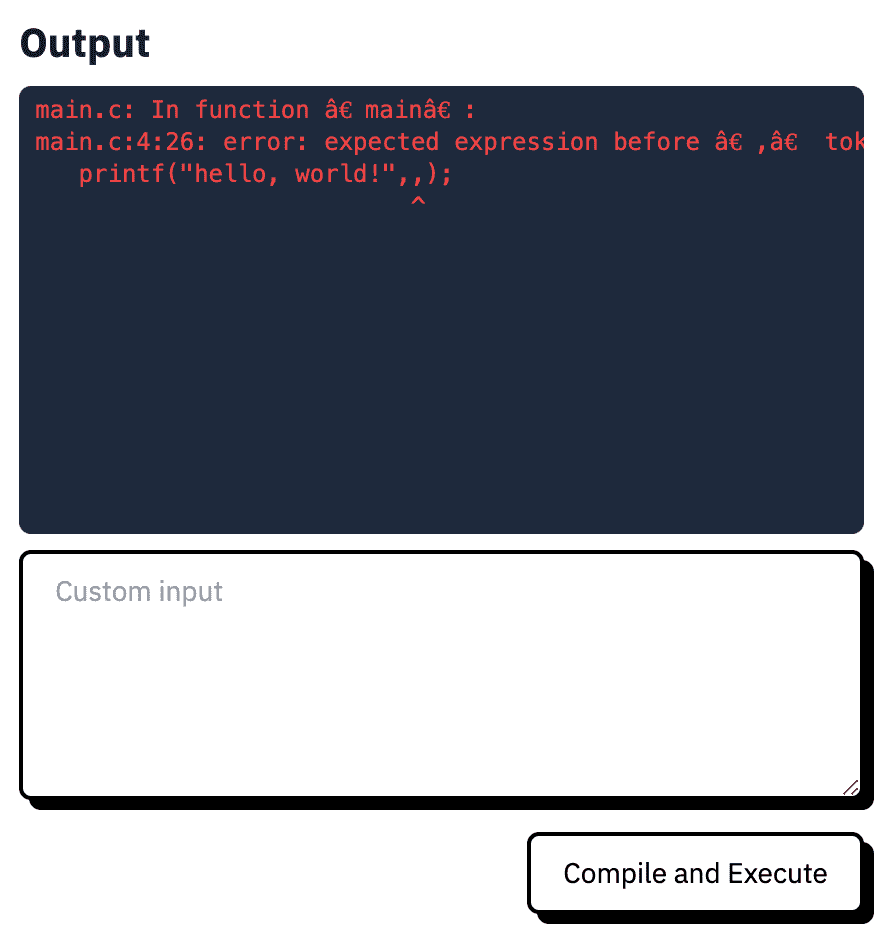 Output
main.c: In function â€ mainâ€ :
main.c:4:26: error: expected expression before â€ ,â€  tok
printf("hello, world!",,);
^
Custom input
Compile and Execute